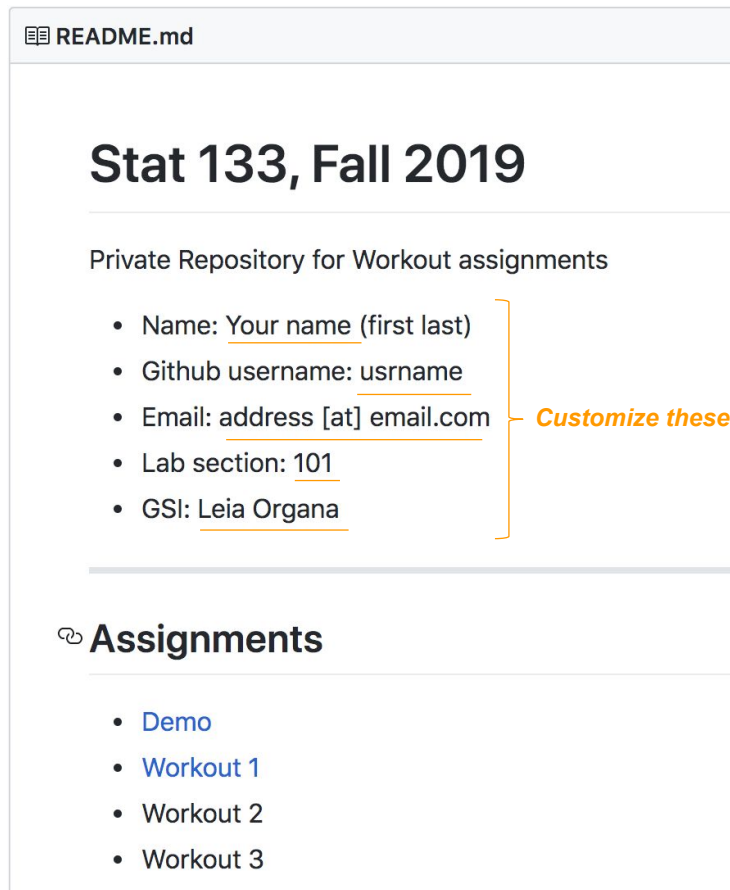 README.md
Stat 133, Fall 2019
Private Repository for Workout assignments
Name: Your name (first last)
Github username: usrname
Email: address [at] email.com
Lab section: 101
GSI: Leia Organa
Customize these
Assignments
Demo
Workout 1
Workout 2
Workout 3